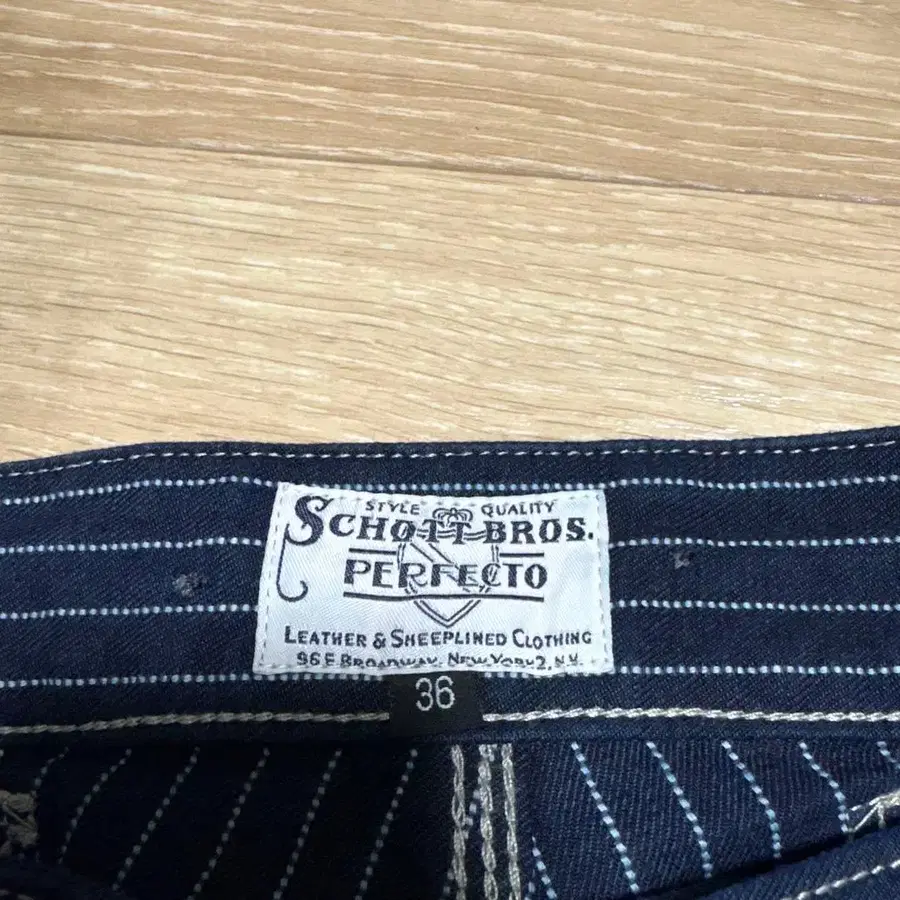 STYLE QUALITY
SCHOTT BROS.
PERFECTO
LEATHER & SHEEPLINED CLOTHING
96 E BROADWAY, NEW YORK 2, N.Y.
36